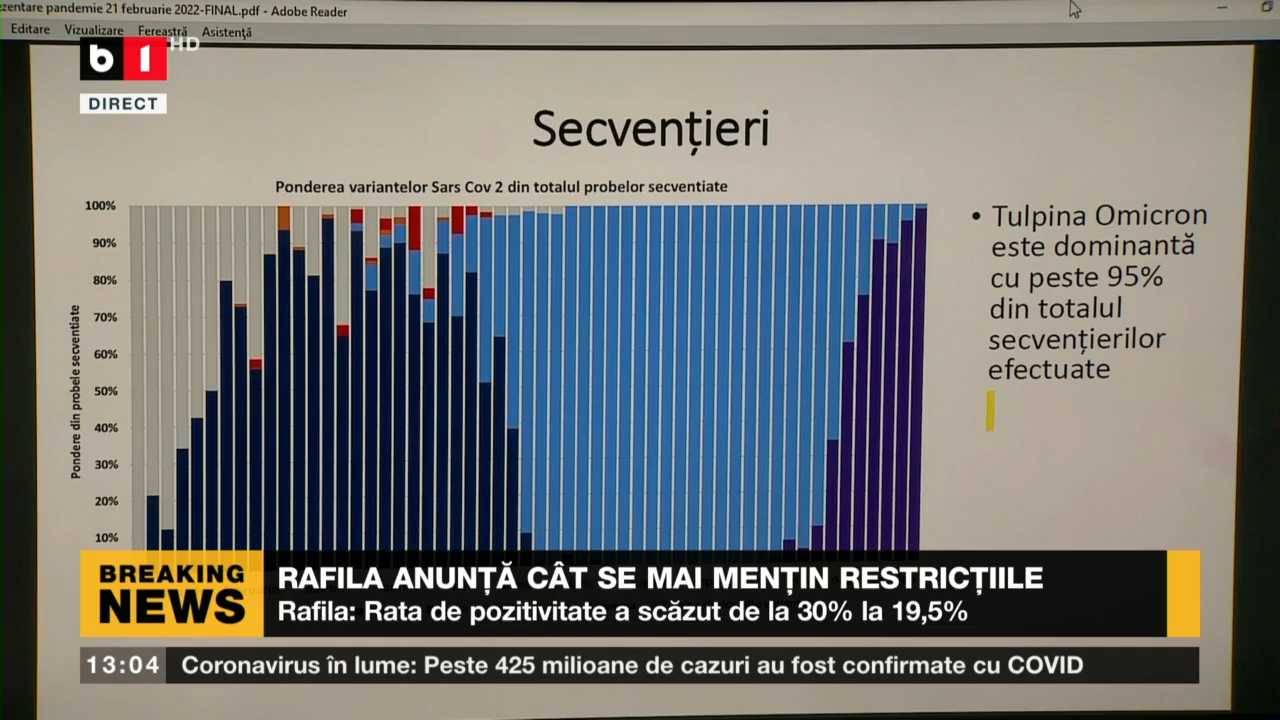 zentare pandemie 21 februarie 2022-FINAL.pdf - Adobe Reader
Editare Vizualizare Fereastră Asistenţă
b1 HD
DIRECT
Secvențieri
Ponderea variantelor Sars Cov 2 din totalul probelor secventiate
Pondere din probele secventiate
100%
90%
80%
70%
60%
50%
40%
30%
20%
10%
• Tulpina Omicron
este dominantă
cu peste 95%
din totalul
secvențierilor
efectuate
BREAKING
NEWS
RAFILA ANUNȚĂ CÂT SE MAI MENȚIN RESTRICȚIILE
Rafila: Rata de pozitivitate a scăzut de la 30% la 19,5%
13:04 Coronavirus în lume: Peste 425 milioane de cazuri au fost confirmate cu COVID